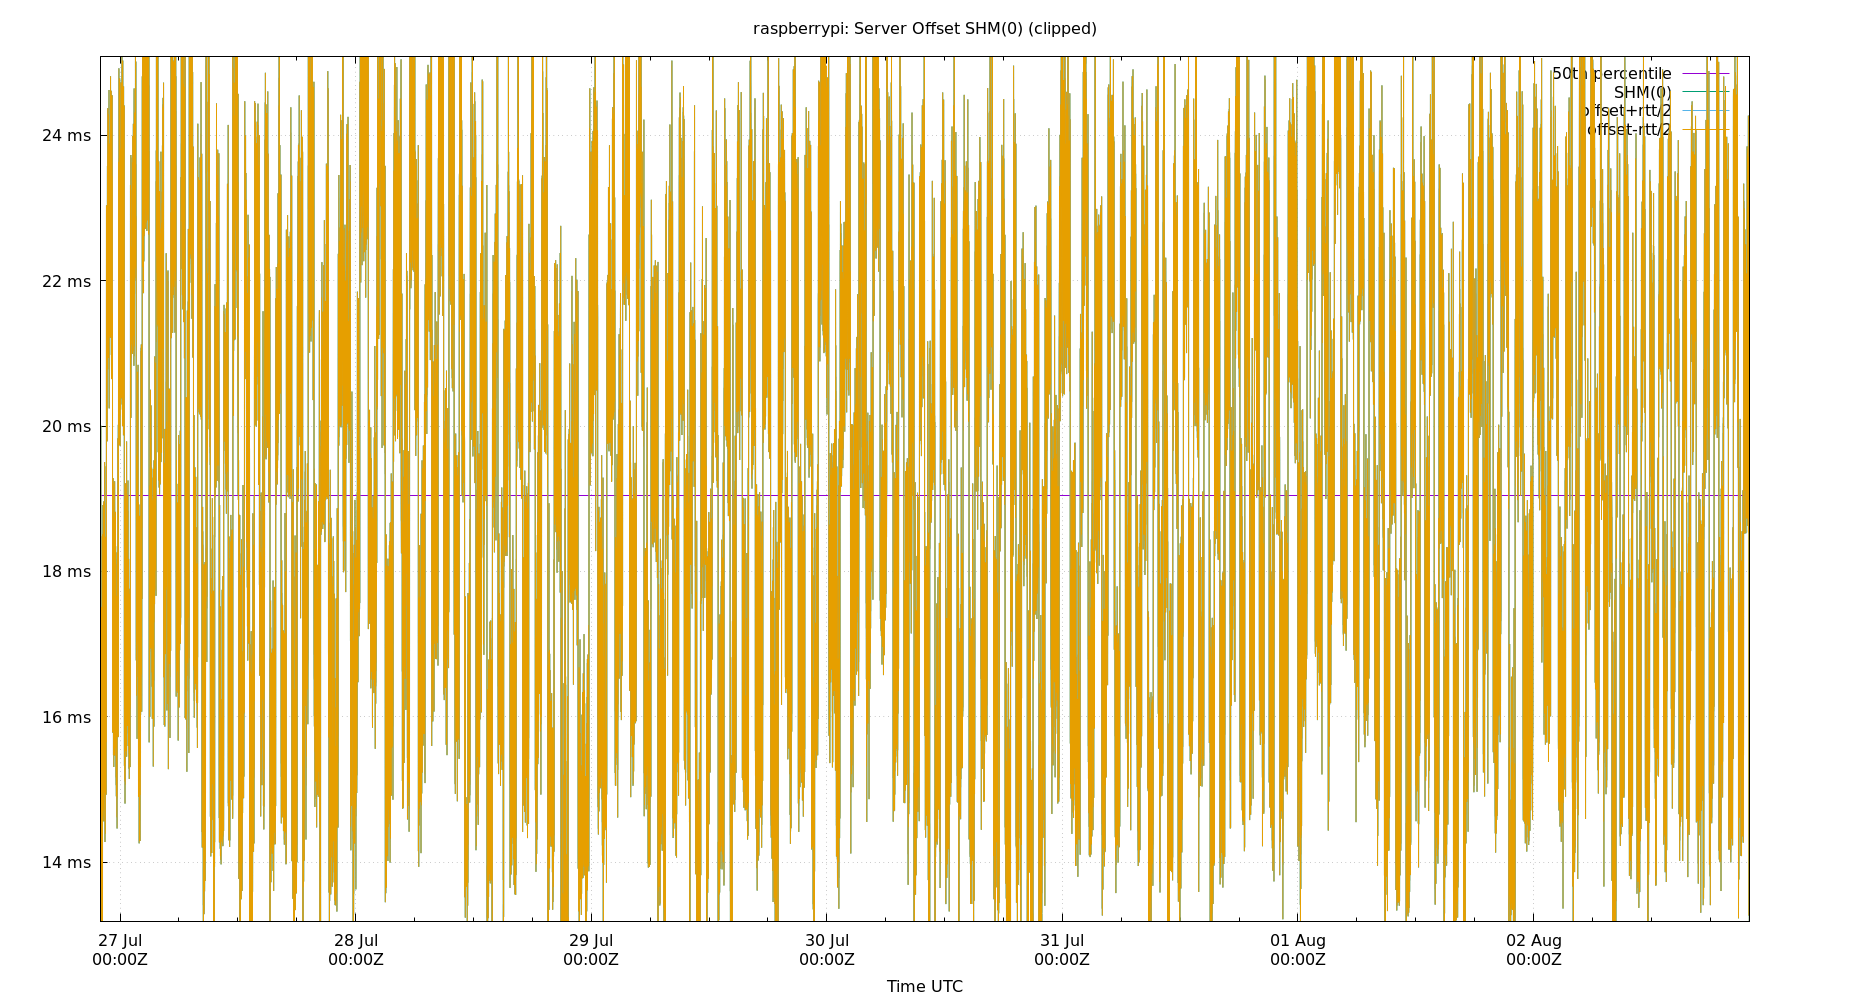 raspberrypi: Server Offset SHM(0) (clipped)
50th percentile
SHM(0)
offset+rtt/2
offset-rtt/2
24 ms
22 ms
20 ms
18 ms
16 ms
14 ms
27 Jul 28 Jul 29 Jul 30 Jul 31 Jul 01 Aug 02 Aug
00:00Z 00:00Z 00:00Z 00:00Z 00:00Z 00:00Z 00:00Z
Time UTC